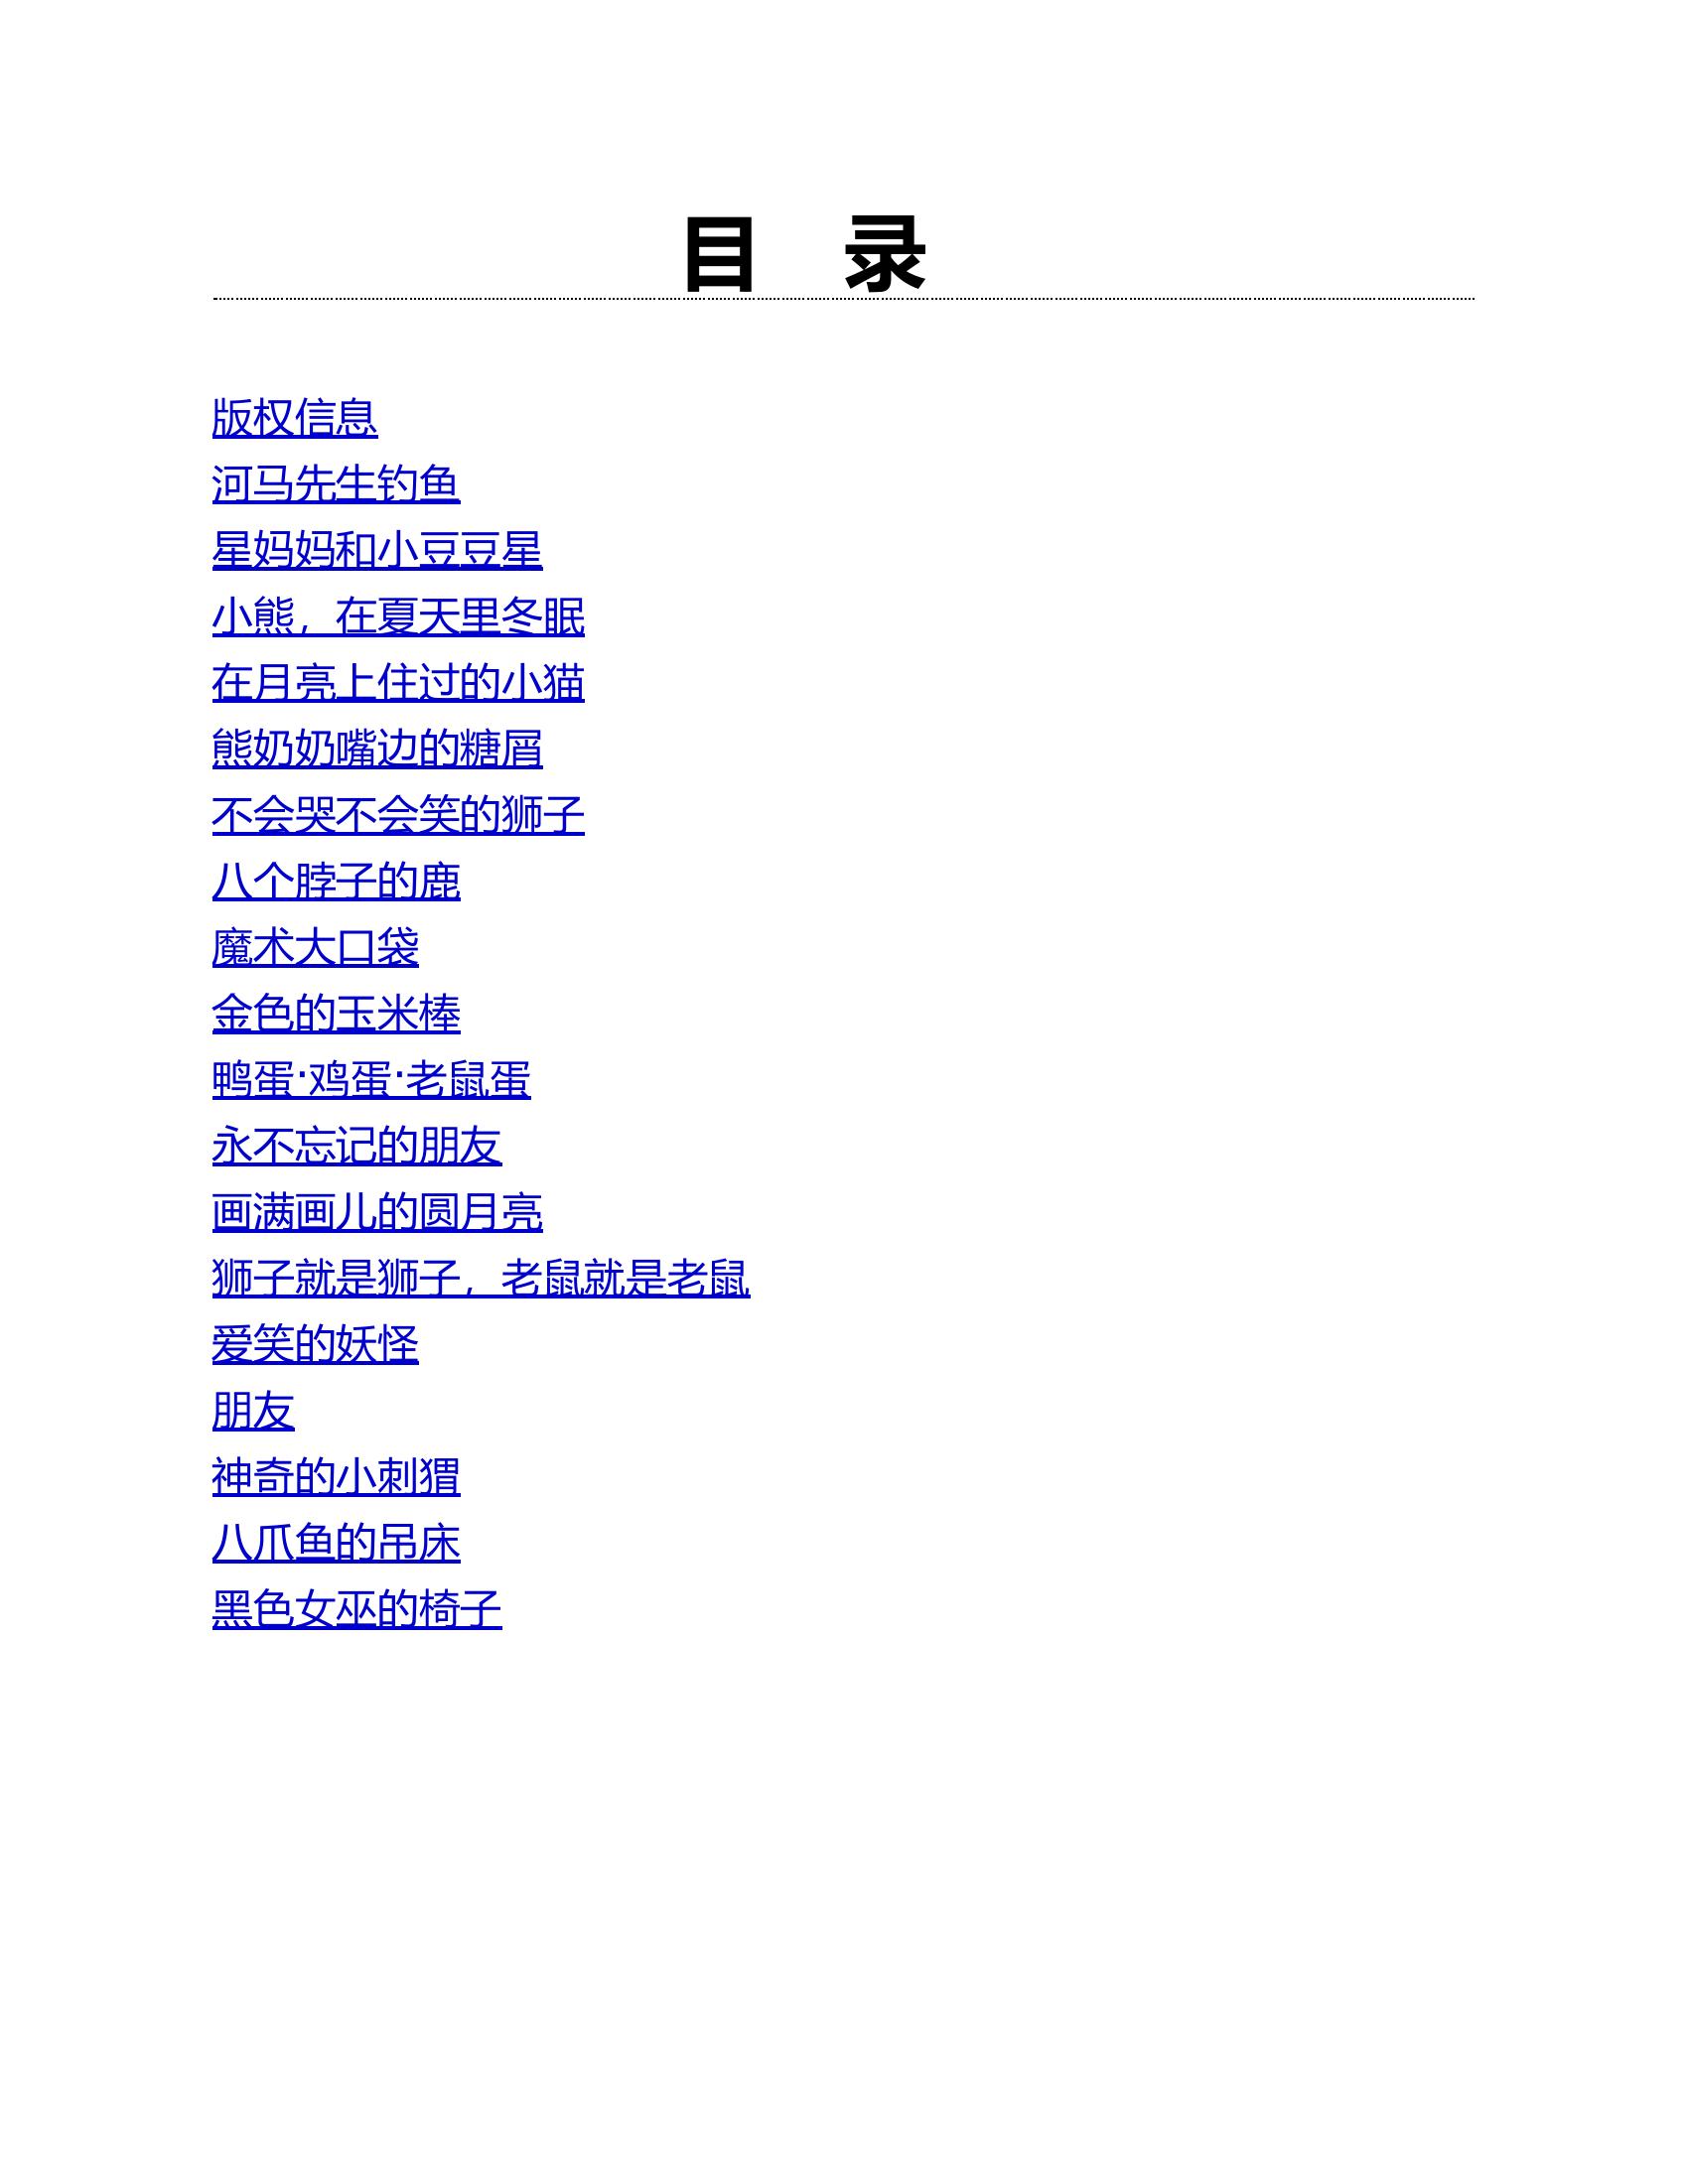 目 录
版权信息
河马先生钓鱼
星妈妈和小豆豆星
小熊，在夏天里冬眠
在月亮上住过的小猫
熊奶奶嘴边的糖屑
不会哭不会笑的狮子
八个脖子的鹿
魔术大口袋
金色的玉米棒
鸭蛋·鸡蛋·老鼠蛋
永不忘记的朋友
画满画儿的圆月亮
狮子就是狮子，老鼠就是老鼠
爱笑的妖怪
朋友
神奇的小刺猬
八爪鱼的吊床
黑色女巫的椅子